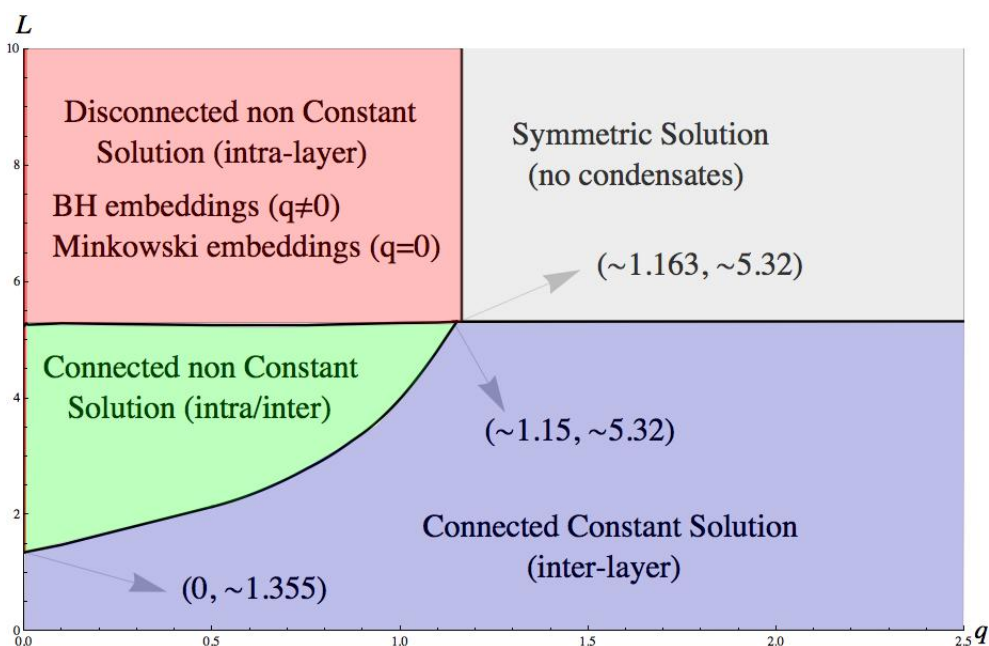 L
10
Disconnected non Constant
Solution (intra-layer)
Symmetric Solution
(no condensates)
8
BH embeddings (q≠0)
Minkowski embeddings (q=0)
(~1.163, ~5.32)
6
Connected non Constant
Solution (intra/inter)
4
(~1.15, ~5.32)
2
Connected Constant Solution
(inter-layer)
(0, ~1.355)
0
0.0 0.5 1.0 1.5 2.0 2.5 q